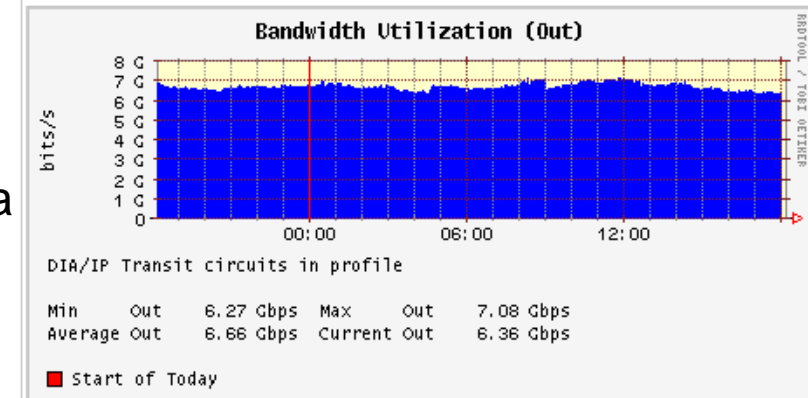 Bandwidth Utilization (Out)
RRDTOOL / TOBI OETIKER
bits/s
8 G
7 G
6 G
5 G
4 G
3 G
2 G
1 G
0
a
00:00 06:00 12:00
DIA/IP Transit circuits in profile
Min Out 6.27 Gbps Max Out 7.08 Gbps
Average Out 6.66 Gbps Current Out 6.36 Gbps
Start of Today